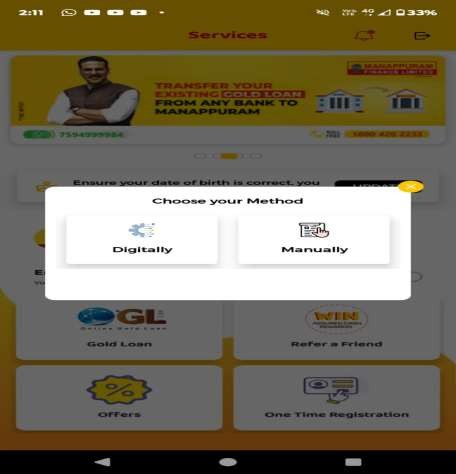 2:11
4G
33%
Services
MANAPPURAM
FINANCE LIMITED
TRANSFER YOUR
EXISTING GOLD LOAN
FROM ANY BANK TO
MANAPPURAM
7594999984
1800 420 2233
Ensure your date of birth is correct, you
Choose your Method
Digitally
Manually
OGL
Online Gold Loan
Gold Loan
WIN
Refer a Friend
Offers
One Time Registration